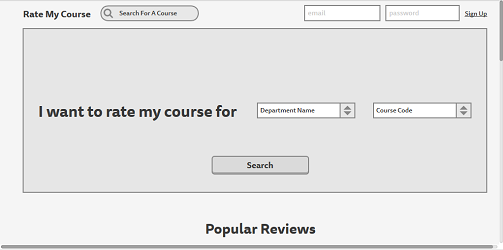 Rate My Course
Search For A Course
email
password
Sign Up
I want to rate my course for
Department Name
Course Code
Search
Popular Reviews